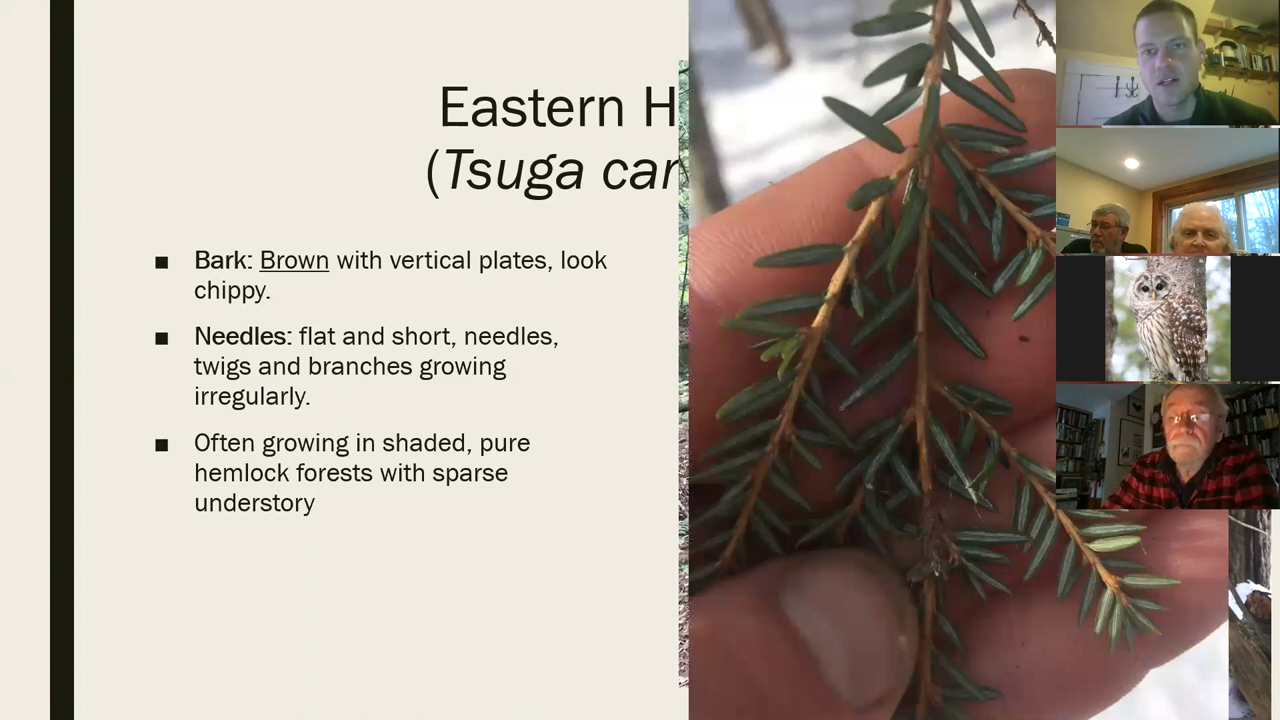 Eastern H
(Tsuga car
■ Bark: Brown with vertical plates, look
chippy.
■ Needles: flat and short, needles,
twigs and branches growing
irregularly.
■ Often growing in shaded, pure
hemlock forests with sparse
understory